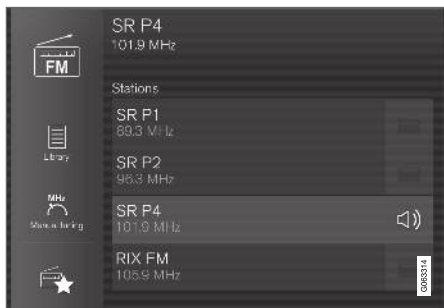 FM
Library
MHz
Manual tuning
SR P4
101.9 MHz
Stations
SR P1
89.3 MHz
SR P2
96.3 MHz
SR P4
101.9 MHz
RIX FM
105.9 MHz
G063314